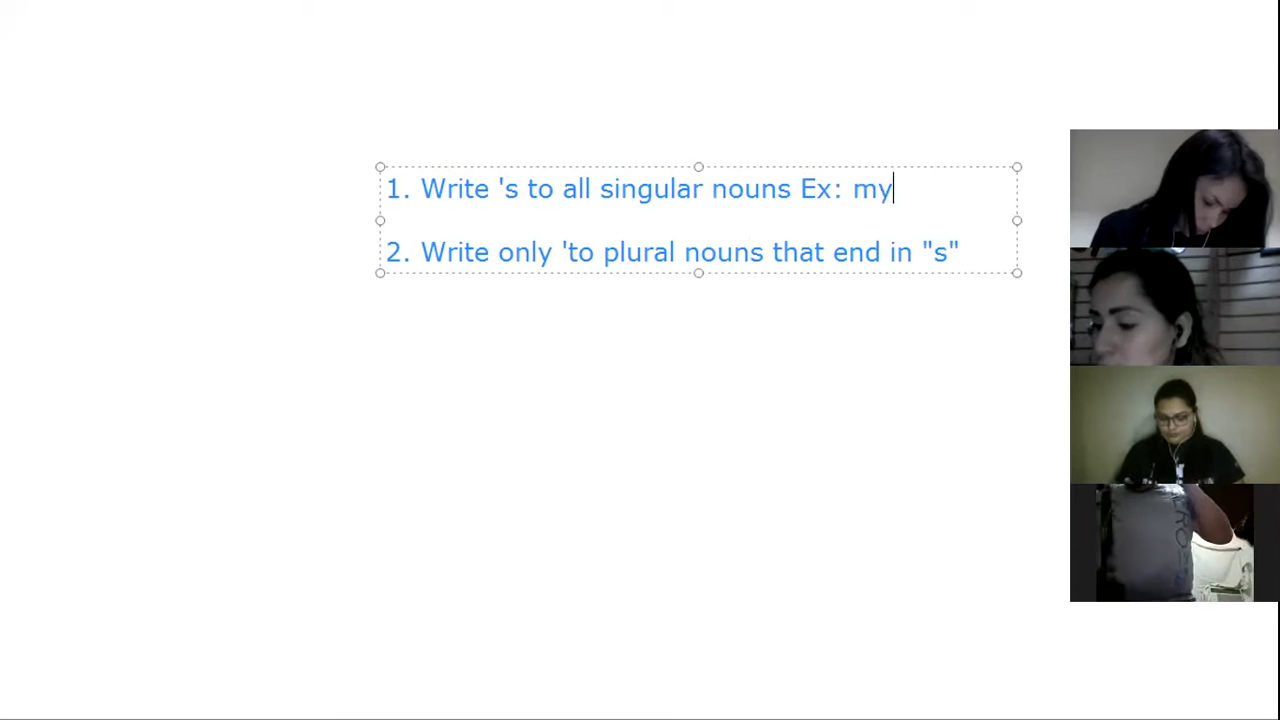 1. Write 's to all singular nouns Ex: my
2. Write only 'to plural nouns that end in "s"